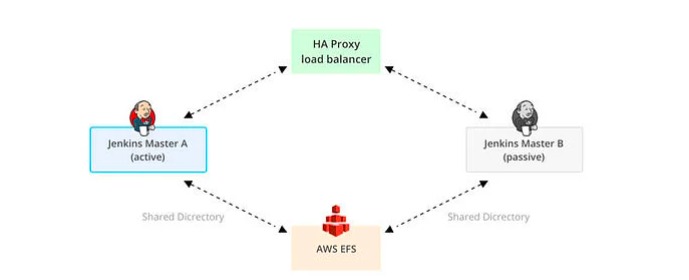 HA Proxy
load balancer
Jenkins Master A
(active)
Jenkins Master B
(passive)
Shared Dicrectory
Shared Dicrectory
AWS EFS